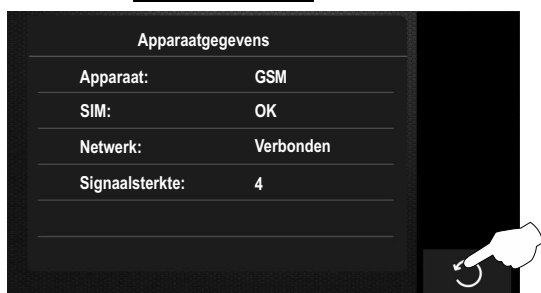 Apparaatgegevens
Apparaat: GSM
SIM: OK
Netwerk: Verbonden
Signaalsterkte: 4